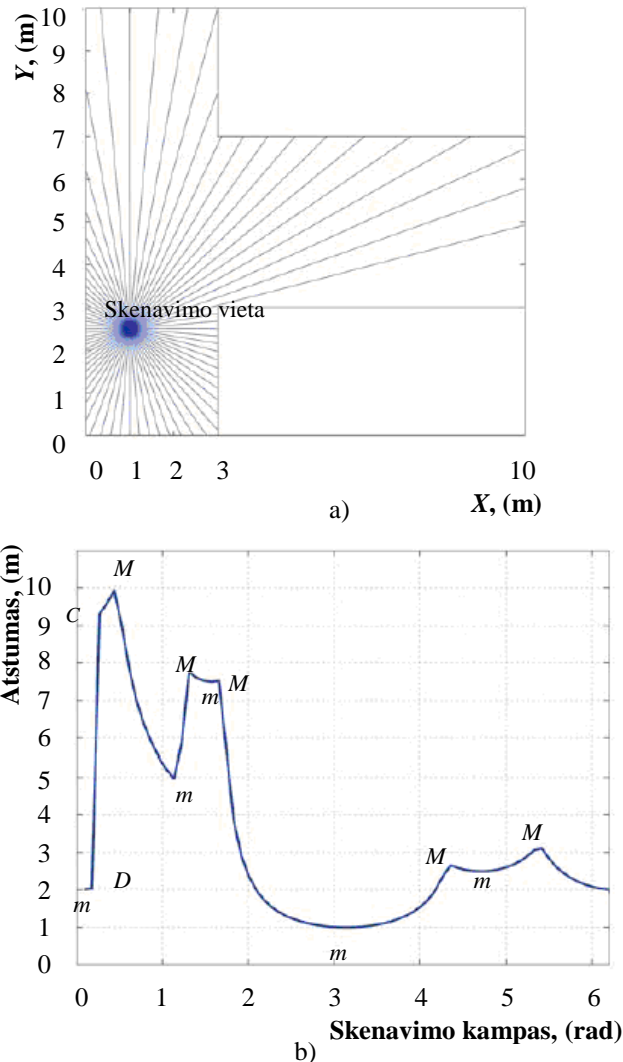 Y, (m)
10
9
8
7
6
5
4
3
2
1
0
Skenavimo vieta
0 1 2 3 10
X, (m)
a)
Atstumas, (m)
10
9
8
7
6
5
4
3
2
1
0
M
C
M
m
M
m
m
D
m
M
m
M
0 1 2 3 4 5 6
Skenavimo kampas, (rad)
b)